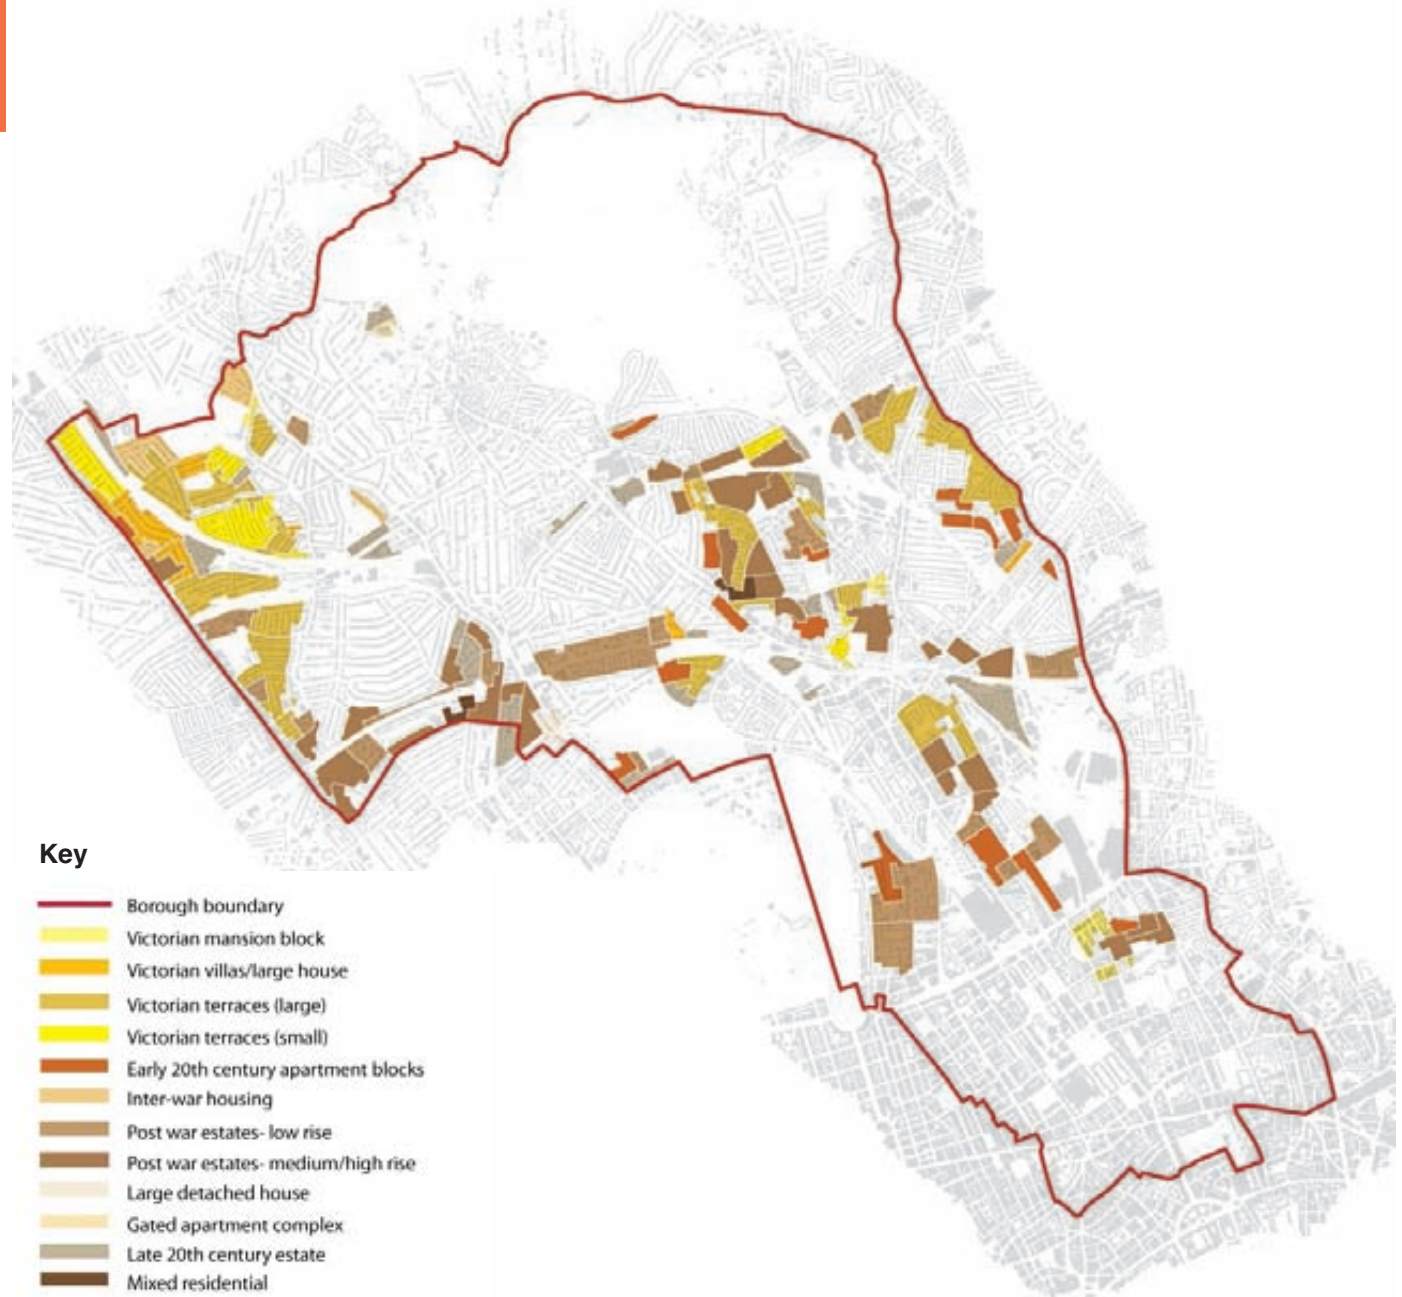 Key
Borough boundary
Victorian mansion block
Victorian villas/large house
Victorian terraces (large)
Victorian terraces (small)
Early 20th century apartment blocks
Inter-war housing
Post war estates- low rise
Post war estates- medium/high rise
Large detached house
Gated apartment complex
Late 20th century estate
Mixed residential